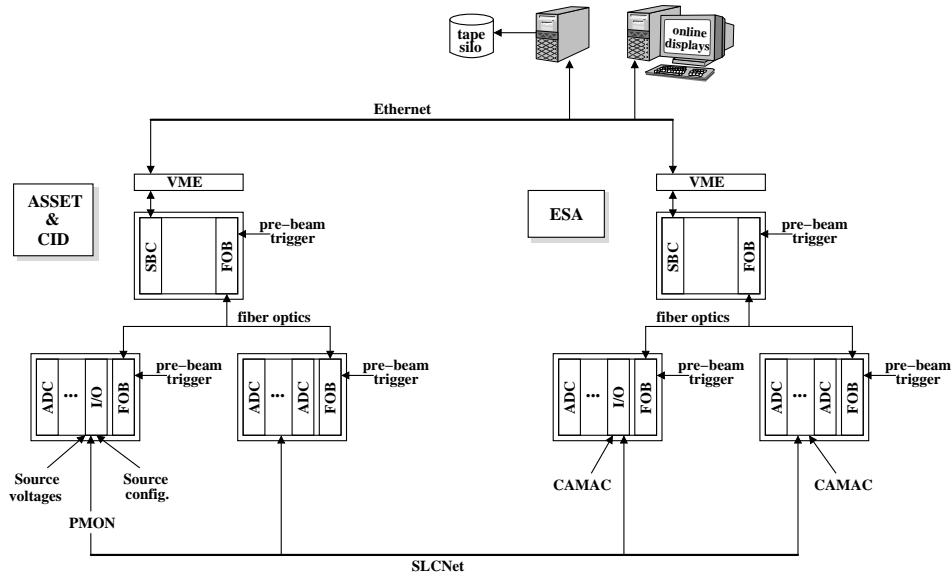 tape
silo
online
displays
Ethernet
VME
VME
ASSET
&
CID
ESA
SBC
FOB
pre−beam
trigger
SBC
FOB
pre−beam
trigger
fiber optics
fiber optics
ADC
...
I/O
FOB
pre−beam
trigger
ADC
...
ADC
FOB
pre−beam
trigger
ADC
...
I/O
FOB
pre−beam
trigger
ADC
...
ADC
FOB
pre−beam
trigger
Source
voltages
Source
config.
CAMAC
CAMAC
PMON
SLCNet